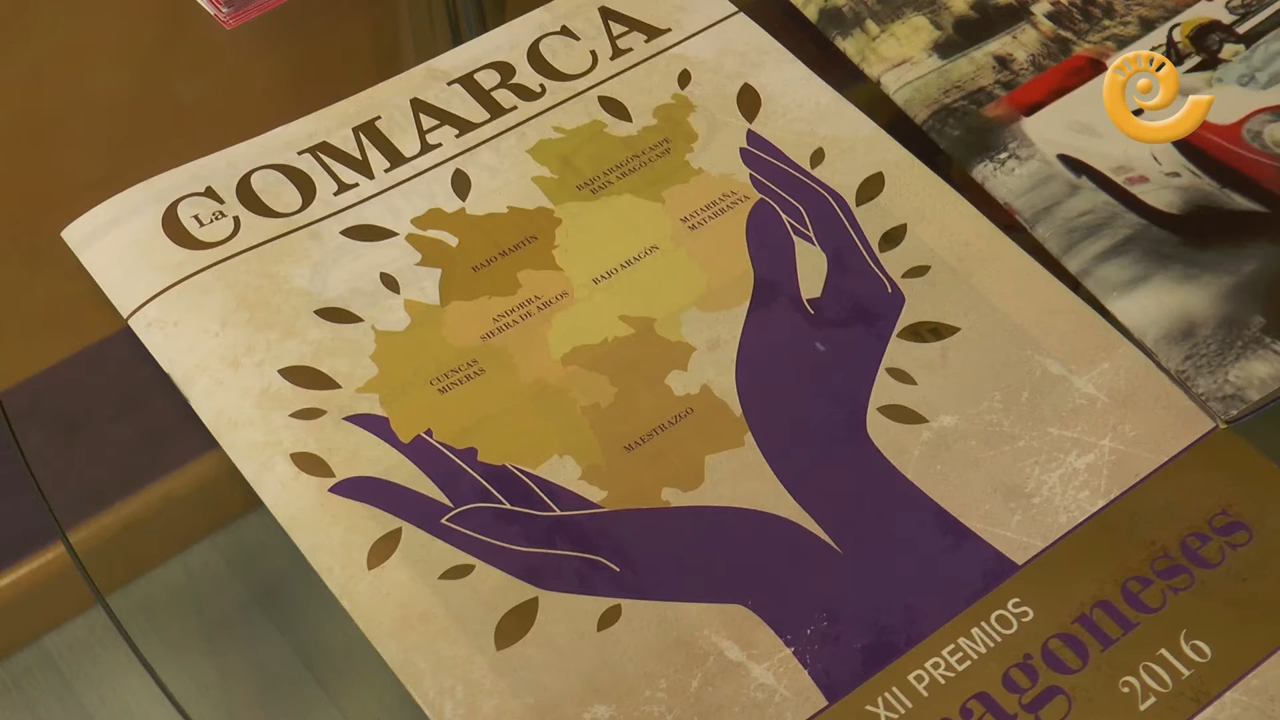 La COMARCA
BAJO ARAGÓN-CASPE
BAIX ARAGÓ-CASP
MATARRAÑA-
MATARRANYA
BAJO MARTÍN
BAJO ARAGÓN
ANDORRA-
SIERRA DE ARCOS
CUENCAS
MINERAS
MAESTRAZGO
XII PREMIOS
agoneses
2016